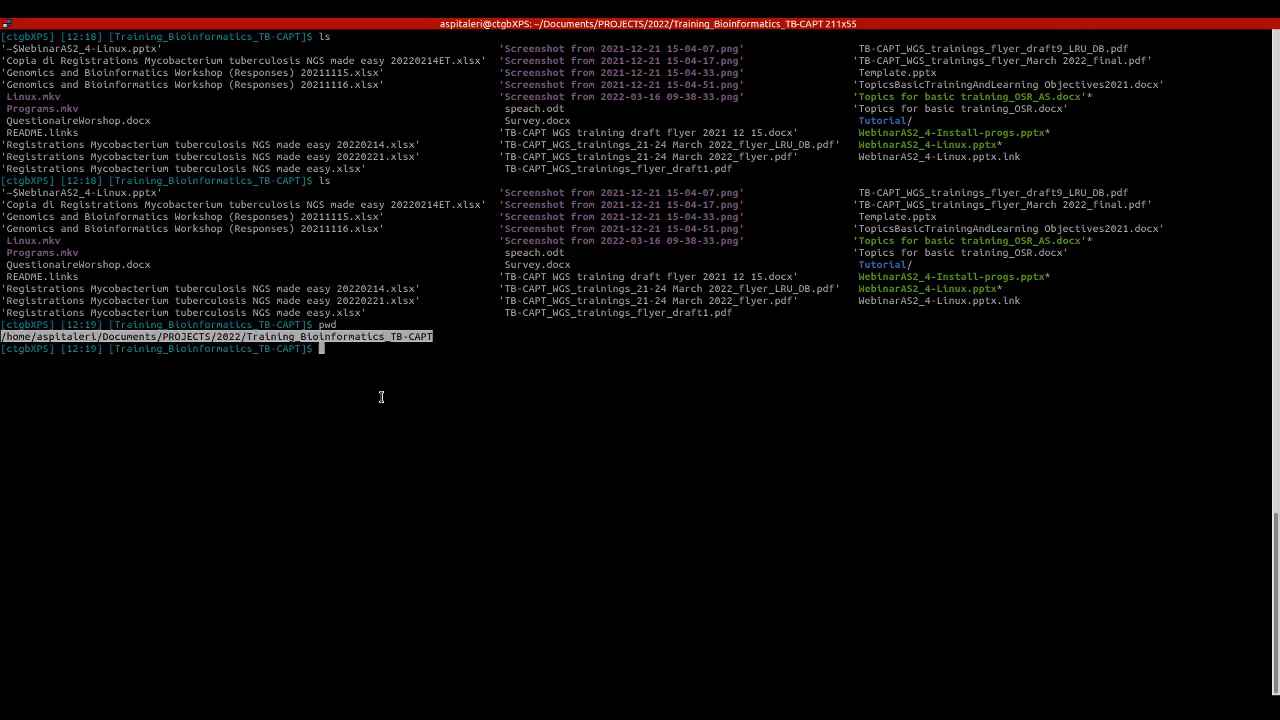 aspitaleri@ctgbXPS: ~/Documents/PROJECTS/2022/Training_Bioinformatics_TB-CAPT 211x55
[ctgbXPS] [12:18] [Training_Bioinformatics_TB-CAPT]$ ls
'~$WebinarAS2_4-Linux.pptx' 'Screenshot from 2021-12-21 15-04-07.png' TB-CAPT_WGS_trainings_flyer_draft9_LRU_DB.pdf
'Copia di Registrations Mycobacterium tuberculosis NGS made easy 20220214ET.xlsx' 'Screenshot from 2021-12-21 15-04-17.png' 'TB-CAPT_WGS_trainings_flyer_March 2022_final.pdf'
'Genomics and Bioinformatics Workshop (Responses) 20211115.xlsx' 'Screenshot from 2021-12-21 15-04-33.png' Template.pptx
'Genomics and Bioinformatics Workshop (Responses) 20211116.xlsx' 'Screenshot from 2021-12-21 15-04-51.png' 'TopicsBasicTrainingAndLearning Objectives2021.docx'
Linux.mkv 'Screenshot from 2022-03-16 09-38-33.png' 'Topics for basic training_OSR_AS.docx'*
Programs.mkv speach.odt 'Topics for basic training_OSR.docx'
QuestionaireWorshop.docx Survey.docx Tutorial/
README.links 'TB-CAPT WGS training draft flyer 2021 12 15.docx' WebinarAS2_4-Install-progs.pptx*
'Registrations Mycobacterium tuberculosis NGS made easy 20220214.xlsx' 'TB-CAPT_WGS_trainings_21-24 March 2022_flyer_LRU_DB.pdf' WebinarAS2_4-Linux.pptx*
'Registrations Mycobacterium tuberculosis NGS made easy 20220221.xlsx' 'TB-CAPT_WGS_trainings_21-24 March 2022_flyer.pdf' WebinarAS2_4-Linux.pptx.lnk
'Registrations Mycobacterium tuberculosis NGS made easy.xlsx' TB-CAPT_WGS_trainings_flyer_draft1.pdf
[ctgbXPS] [12:18] [Training_Bioinformatics_TB-CAPT]$ ls
'~$WebinarAS2_4-Linux.pptx' 'Screenshot from 2021-12-21 15-04-07.png' TB-CAPT_WGS_trainings_flyer_draft9_LRU_DB.pdf
'Copia di Registrations Mycobacterium tuberculosis NGS made easy 20220214ET.xlsx' 'Screenshot from 2021-12-21 15-04-17.png' 'TB-CAPT_WGS_trainings_flyer_March 2022_final.pdf'
'Genomics and Bioinformatics Workshop (Responses) 20211115.xlsx' 'Screenshot from 2021-12-21 15-04-33.png' Template.pptx
'Genomics and Bioinformatics Workshop (Responses) 20211116.xlsx' 'Screenshot from 2021-12-21 15-04-51.png' 'TopicsBasicTrainingAndLearning Objectives2021.docx'
Linux.mkv 'Screenshot from 2022-03-16 09-38-33.png' 'Topics for basic training_OSR_AS.docx'*
Programs.mkv speach.odt 'Topics for basic training_OSR.docx'
QuestionaireWorshop.docx Survey.docx Tutorial/
README.links 'TB-CAPT WGS training draft flyer 2021 12 15.docx' WebinarAS2_4-Install-progs.pptx*
'Registrations Mycobacterium tuberculosis NGS made easy 20220214.xlsx' 'TB-CAPT_WGS_trainings_21-24 March 2022_flyer_LRU_DB.pdf' WebinarAS2_4-Linux.pptx*
'Registrations Mycobacterium tuberculosis NGS made easy 20220221.xlsx' 'TB-CAPT_WGS_trainings_21-24 March 2022_flyer.pdf' WebinarAS2_4-Linux.pptx.lnk
'Registrations Mycobacterium tuberculosis NGS made easy.xlsx' TB-CAPT_WGS_trainings_flyer_draft1.pdf
[ctgbXPS] [12:19] [Training_Bioinformatics_TB-CAPT]$ pwd
/home/aspitaleri/Documents/PROJECTS/2022/Training_Bioinformatics_TB-CAPT
[ctgbXPS] [12:19] [Training_Bioinformatics_TB-CAPT]$